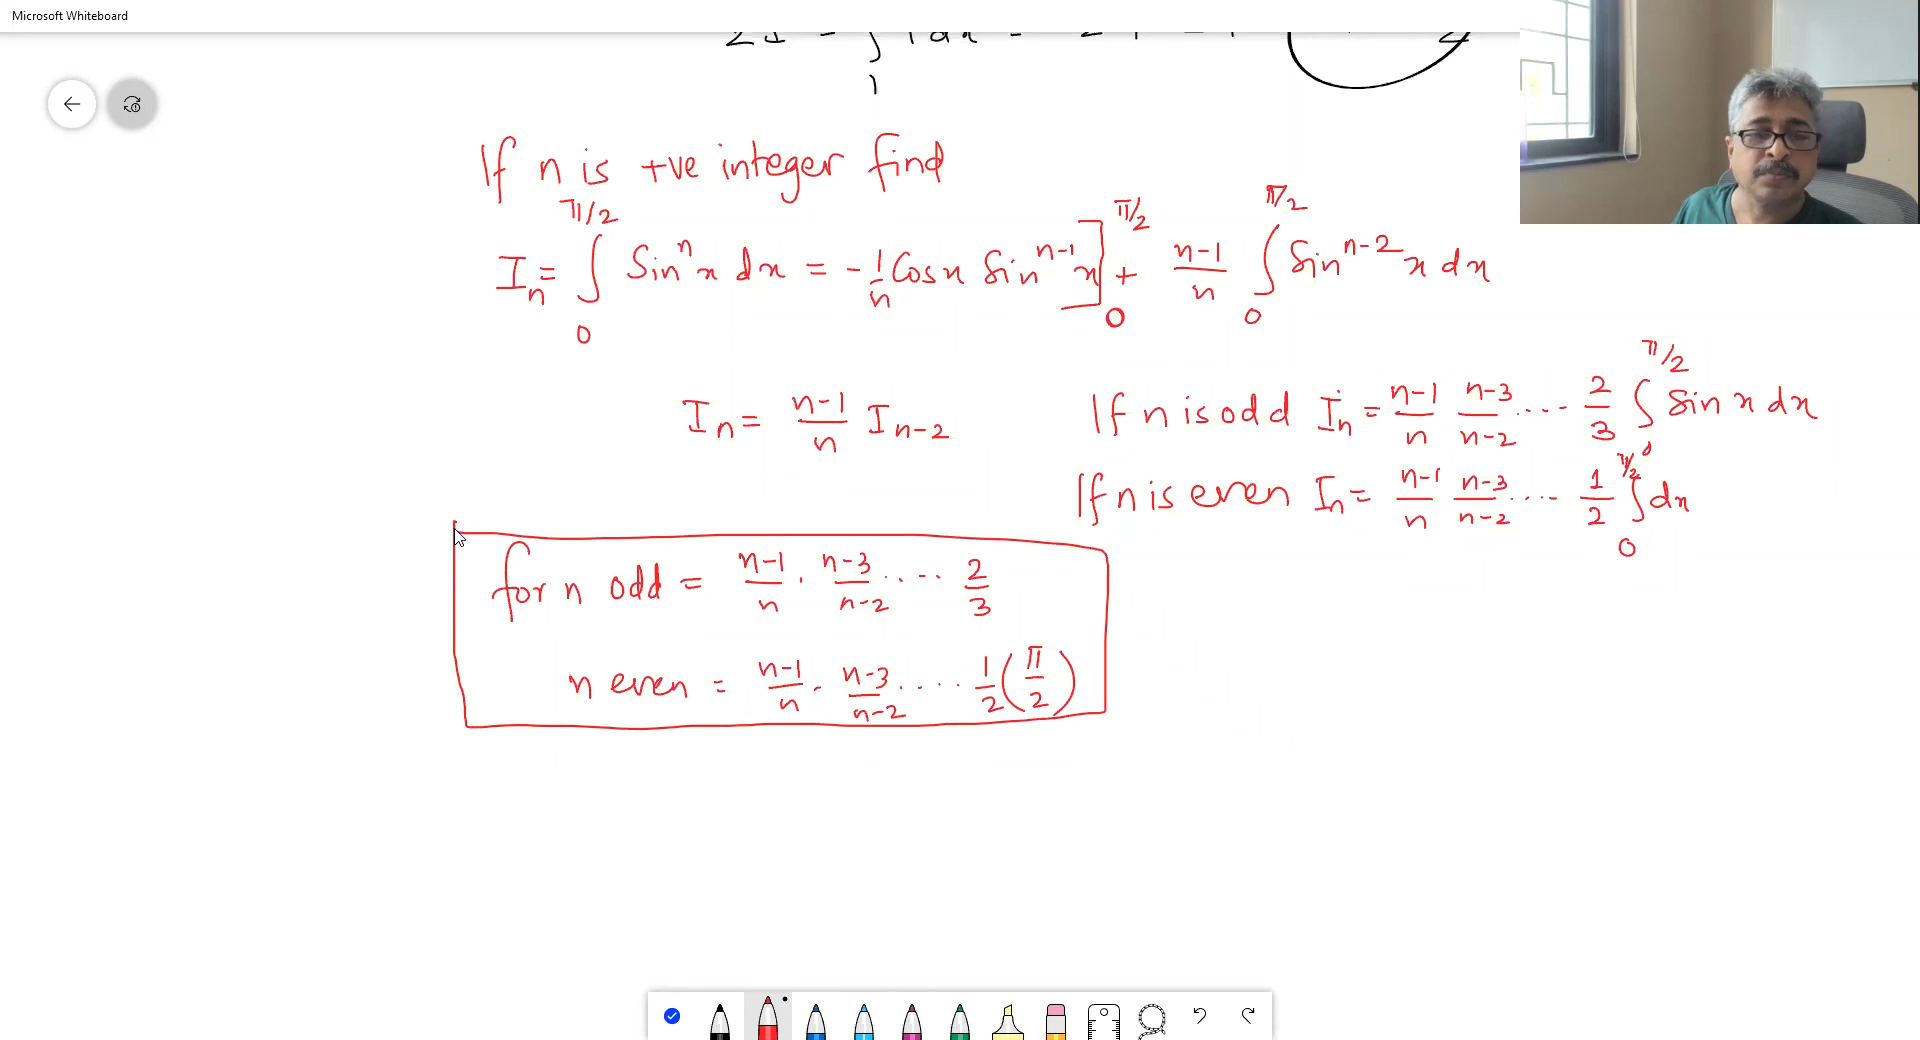 Microsoft Whiteboard
If n is +ve integer find
Iₙ = ∫₀^π/2 Sinⁿx dx = -1/n Cosx Sinⁿ⁻¹x]₀^π/2 + n-1/n ∫₀^π/2 Sinⁿ⁻²x dx
Iₙ = n-1/n Iₙ₋₂
If n is odd Iₙ = n-1/n n-3/n-2 ..... 2/3 ∫₀^π/2 Sin x dx
If n is even Iₙ = n-1/n n-3/n-2 ..... 1/2 ∫₀^π/2 dx
for n odd = n-1/n . n-3/n-2 ..... 2/3
n even = n-1/n . n-3/n-2 ..... 1/2 (π/2)